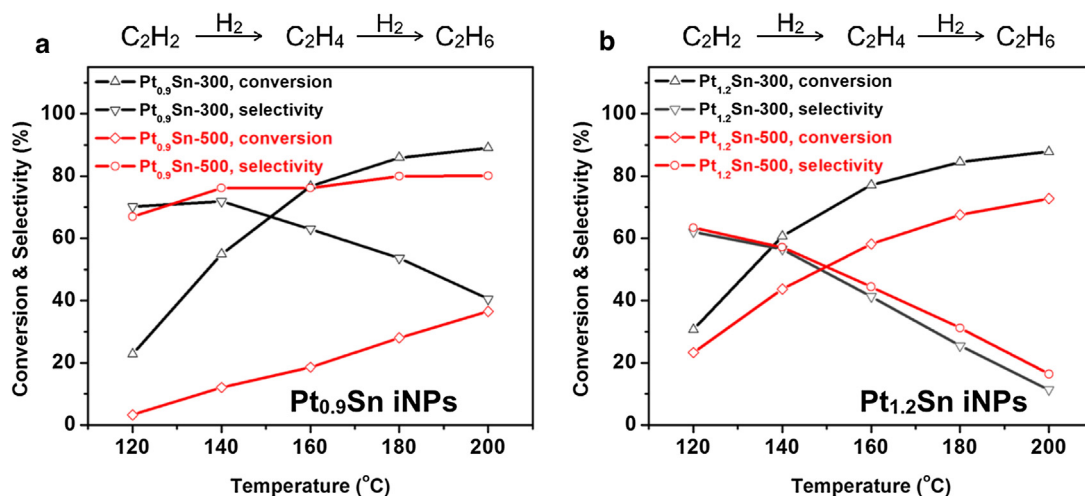 a
C₂H₂ H₂→ C₂H₄ H₂→ C₂H₆
Pt₀.₉Sn-300, conversion
Pt₀.₉Sn-300, selectivity
Pt₀.₉Sn-500, conversion
Pt₀.₉Sn-500, selectivity
Conversion & Selectivity (%)
100
80
60
40
20
0
Pt₀.₉Sn iNPs
120 140 160 180 200
Temperature (°C)
b
C₂H₂ H₂→ C₂H₄ H₂→ C₂H₆
Pt₁.₂Sn-300, conversion
Pt₁.₂Sn-300, selectivity
Pt₁.₂Sn-500, conversion
Pt₁.₂Sn-500, selectivity
Conversion & Selectivity (%)
100
80
60
40
20
0
Pt₁.₂Sn iNPs
120 140 160 180 200
Temperature (°C)